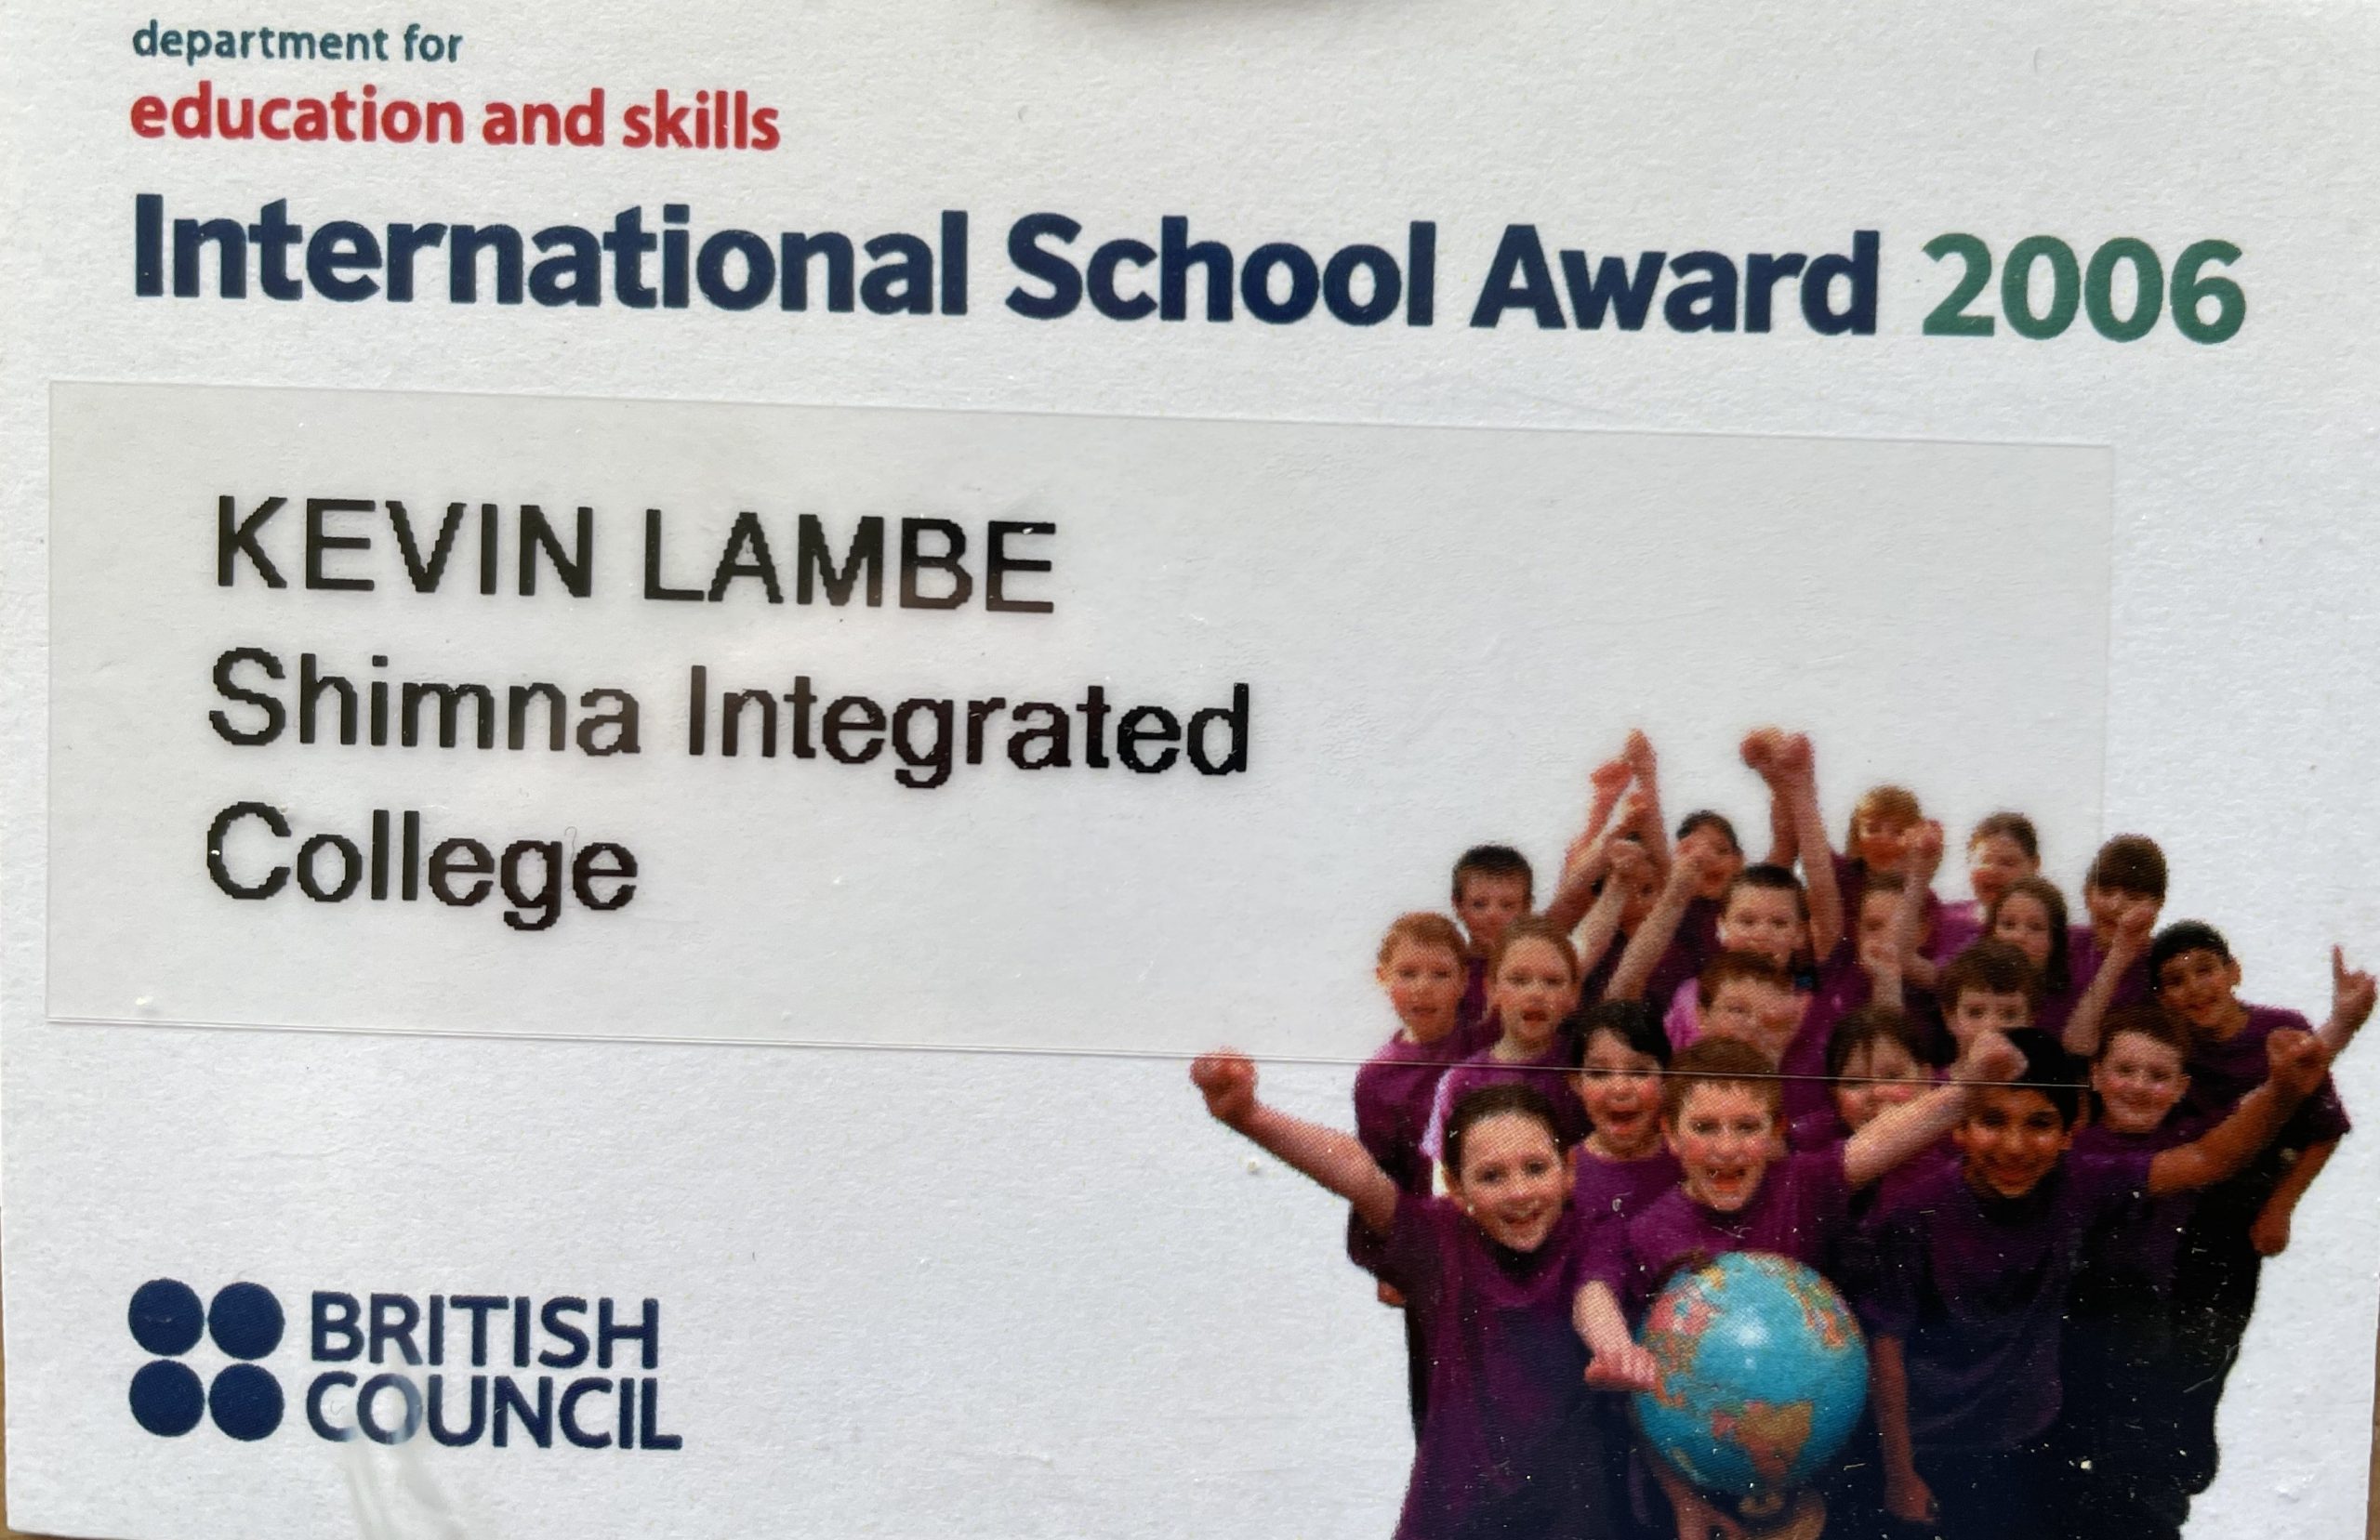 department for
education and skills
International School Award 2006
KEVIN LAMBE
Shimna Integrated
College
BRITISH
COUNCIL